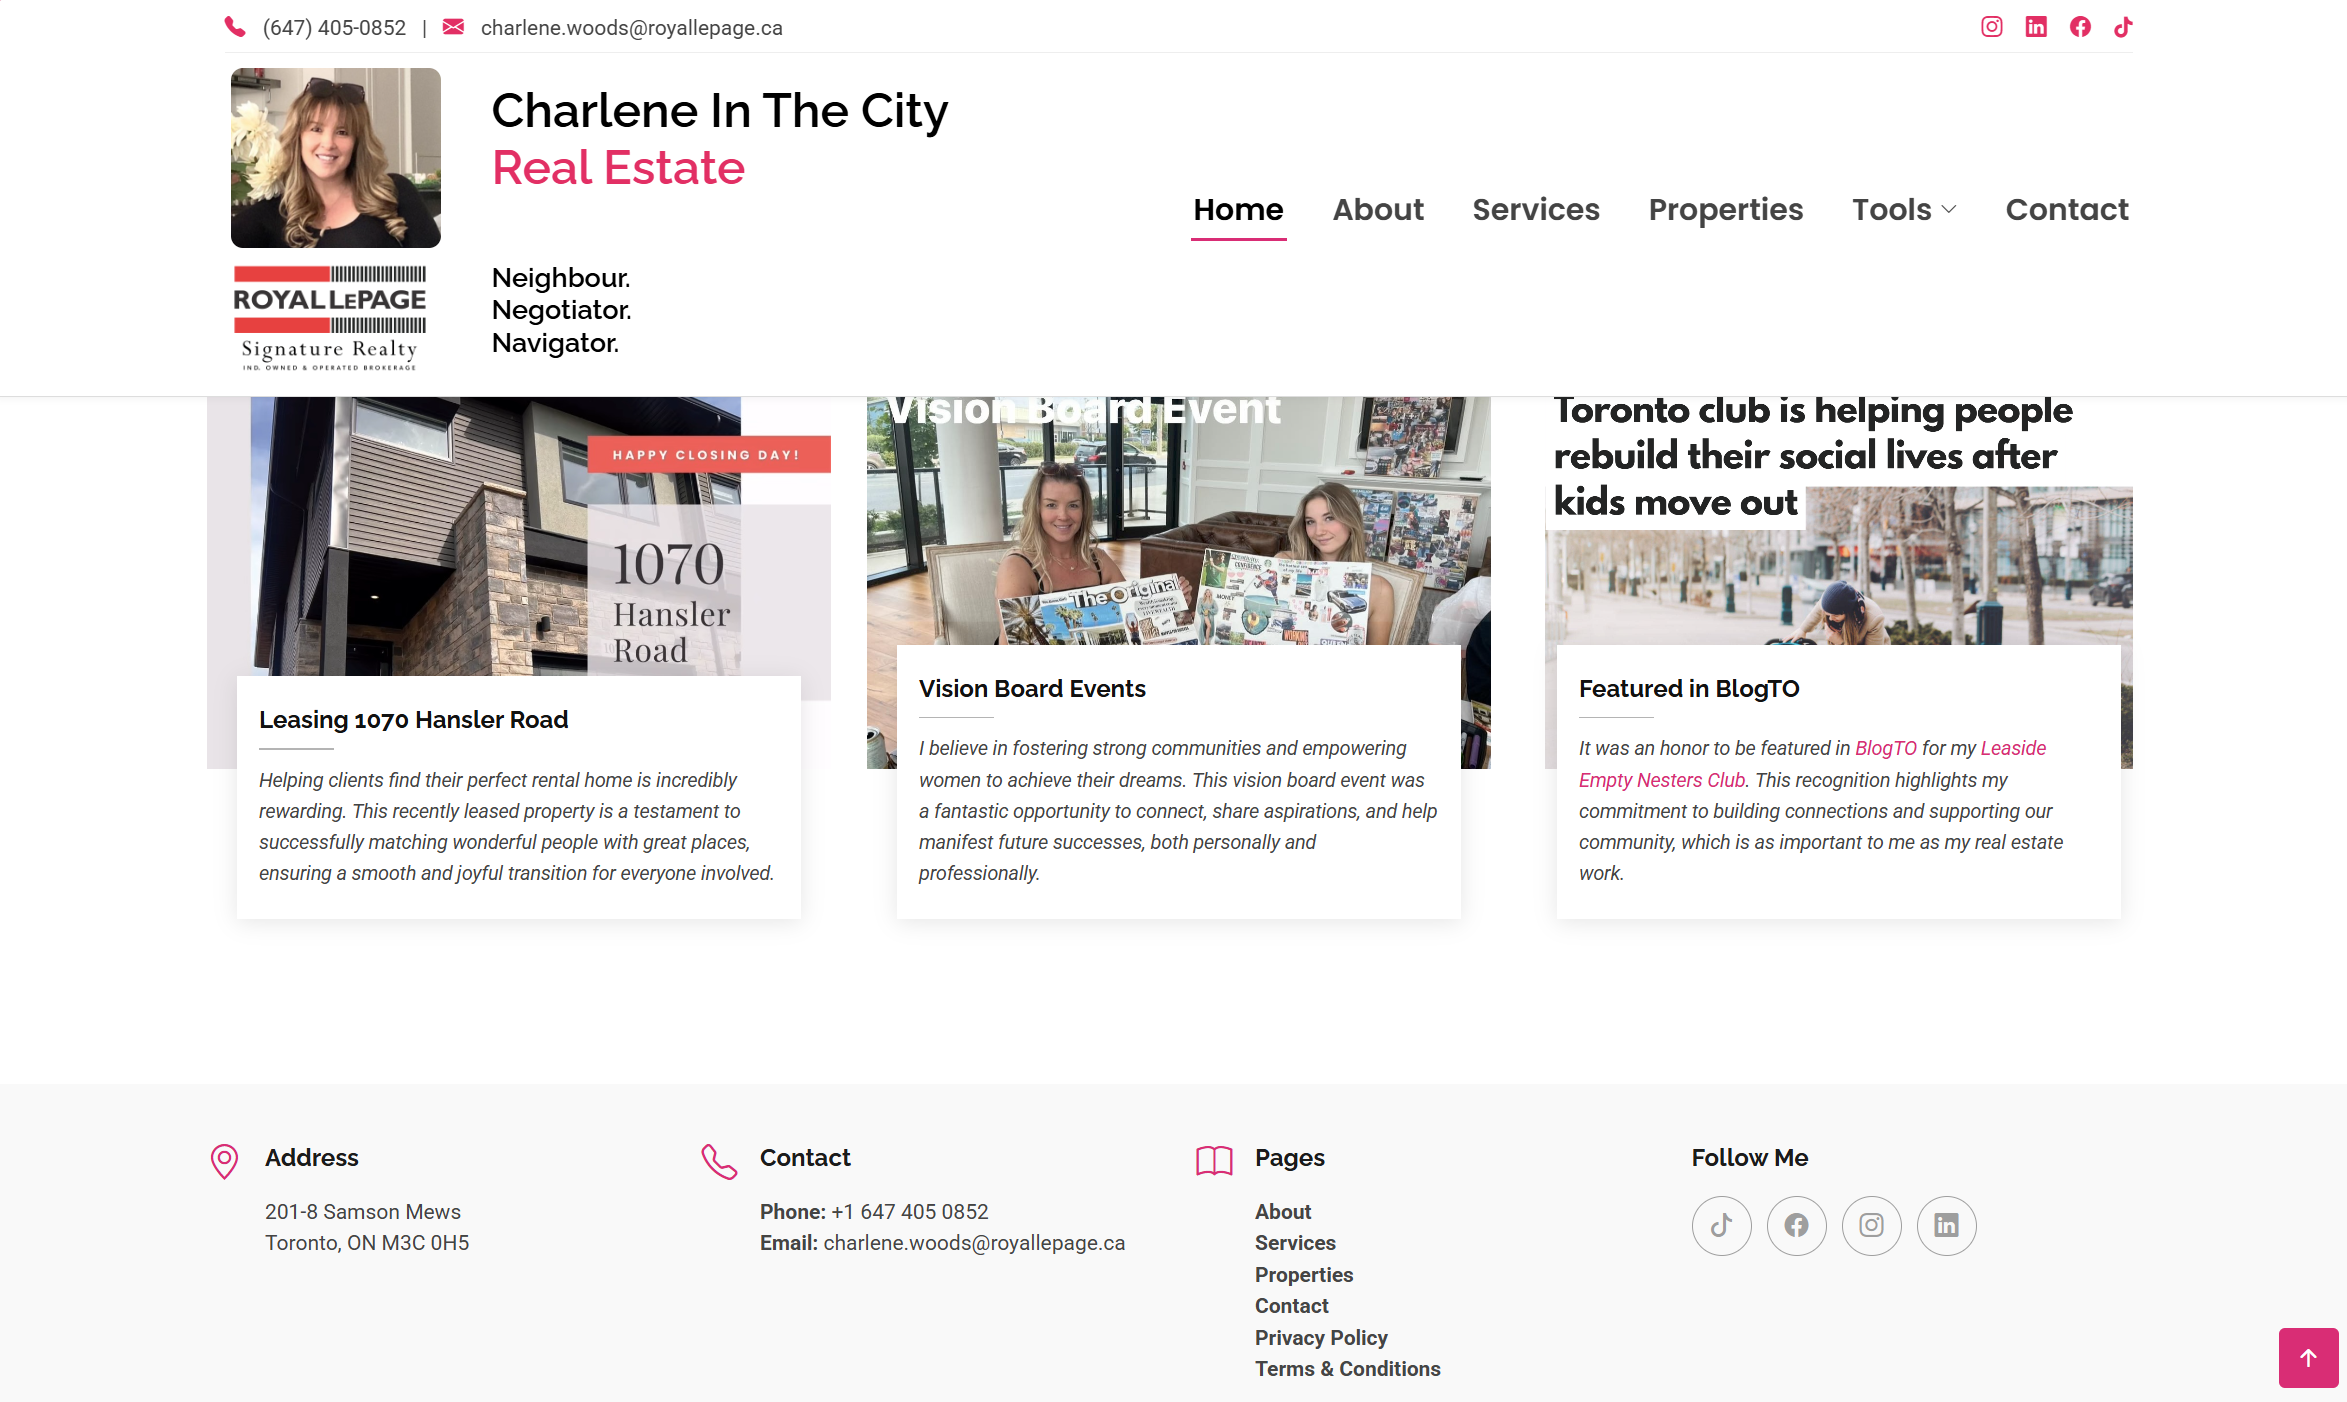 (647) 405-0852 | charlene.woods@royallepage.ca
Charlene In The City
Real Estate
Home About Services Properties Tools Contact
ROYAL LEPAGE
Signature Realty
IND. OWNED & OPERATED BROKERAGE
Neighbour.
Negotiator.
Navigator.
HAPPY CLOSING DAY!
1070
Hansler
Road
Leasing 1070 Hansler Road
Helping clients find their perfect rental home is incredibly
rewarding. This recently leased property is a testament to
successfully matching wonderful people with great places,
ensuring a smooth and joyful transition for everyone involved.
Vision Board Event
The Original
CONFIDENCE
MONEY
Vision Board Events
I believe in fostering strong communities and empowering
women to achieve their dreams. This vision board event was
a fantastic opportunity to connect, share aspirations, and help
manifest future successes, both personally and
professionally.
Toronto club is helping people
rebuild their social lives after
kids move out
Featured in BlogTO
It was an honor to be featured in BlogTO for my Leaside
Empty Nesters Club. This recognition highlights my
commitment to building connections and supporting our
community, which is as important to me as my real estate
work.
Address
201-8 Samson Mews
Toronto, ON M3C 0H5
Contact
Phone: +1 647 405 0852
Email: charlene.woods@royallepage.ca
Pages
About
Services
Properties
Contact
Privacy Policy
Terms & Conditions
Follow Me